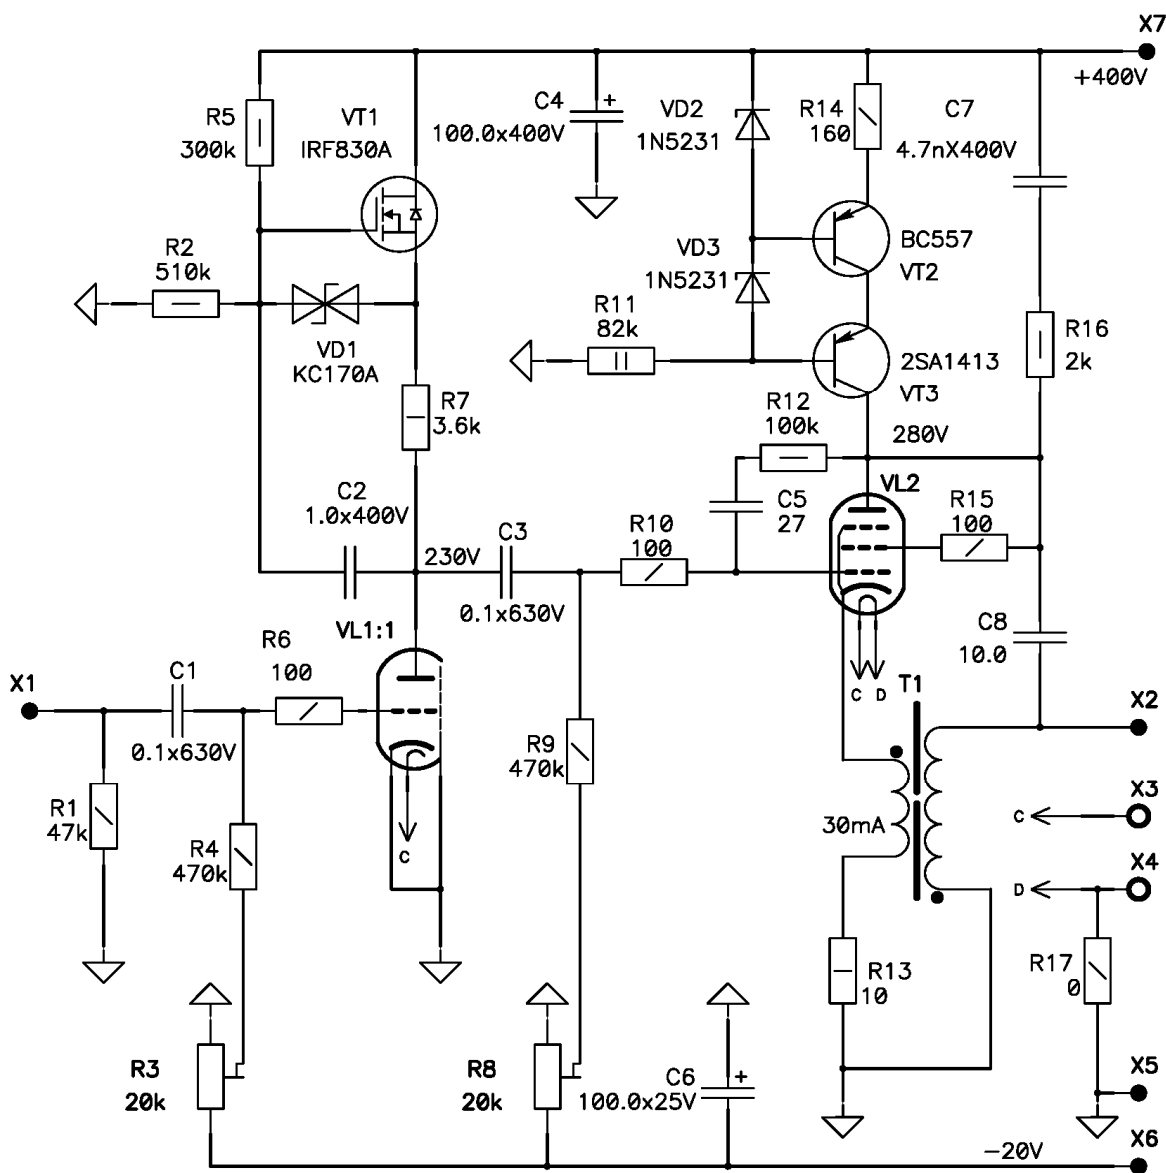 X7
+400V
R5
300k
VT1
IRF830A
C4
+
100.0x400V
VD2
1N5231
R14
160
C7
4.7nX400V
R2
510k
VD3
1N5231
BC557
VT2
R11
82k
R16
2k
VD1
KC170A
2SA1413
VT3
R7
3.6k
R12
100k
280V
C2
1.0x400V
C5
27
VL2
R15
100
R10
100
C3
230V
0.1x630V
VL1:1
R6
100
C8
10.0
C1
X1
0.1x630V
C D
T1
X2
R9
470k
R1
47k
30mA
C
X3
R4
470k
C
D
X4
R13
10
R17
0
R3
20k
R8
20k
C6
+
100.0x25V
X5
-20V
X6